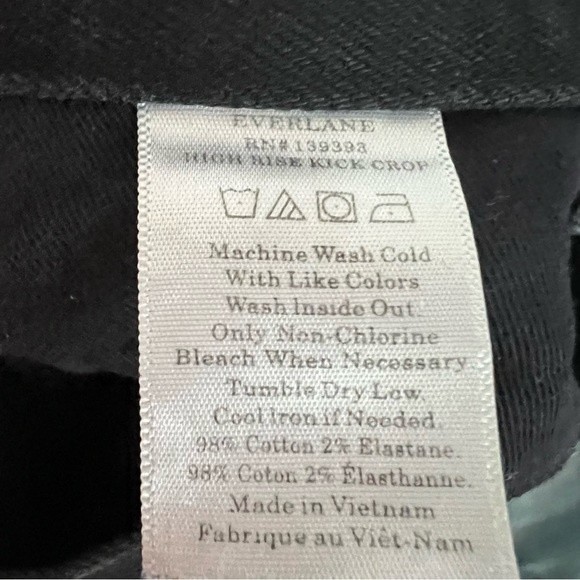 EVERLANE
RN# 139393
HIGH RISE KICK CROP
Machine Wash Cold
With Like Colors
Wash Inside Out.
Only Non-Chlorine
Bleach When Necessary.
Tumble Dry Low.
Cool Iron if Needed.
98% Cotton 2% Elastane.
98% Coton 2% Élasthanne.
Made in Vietnam
Fabrique au Viêt-Nam